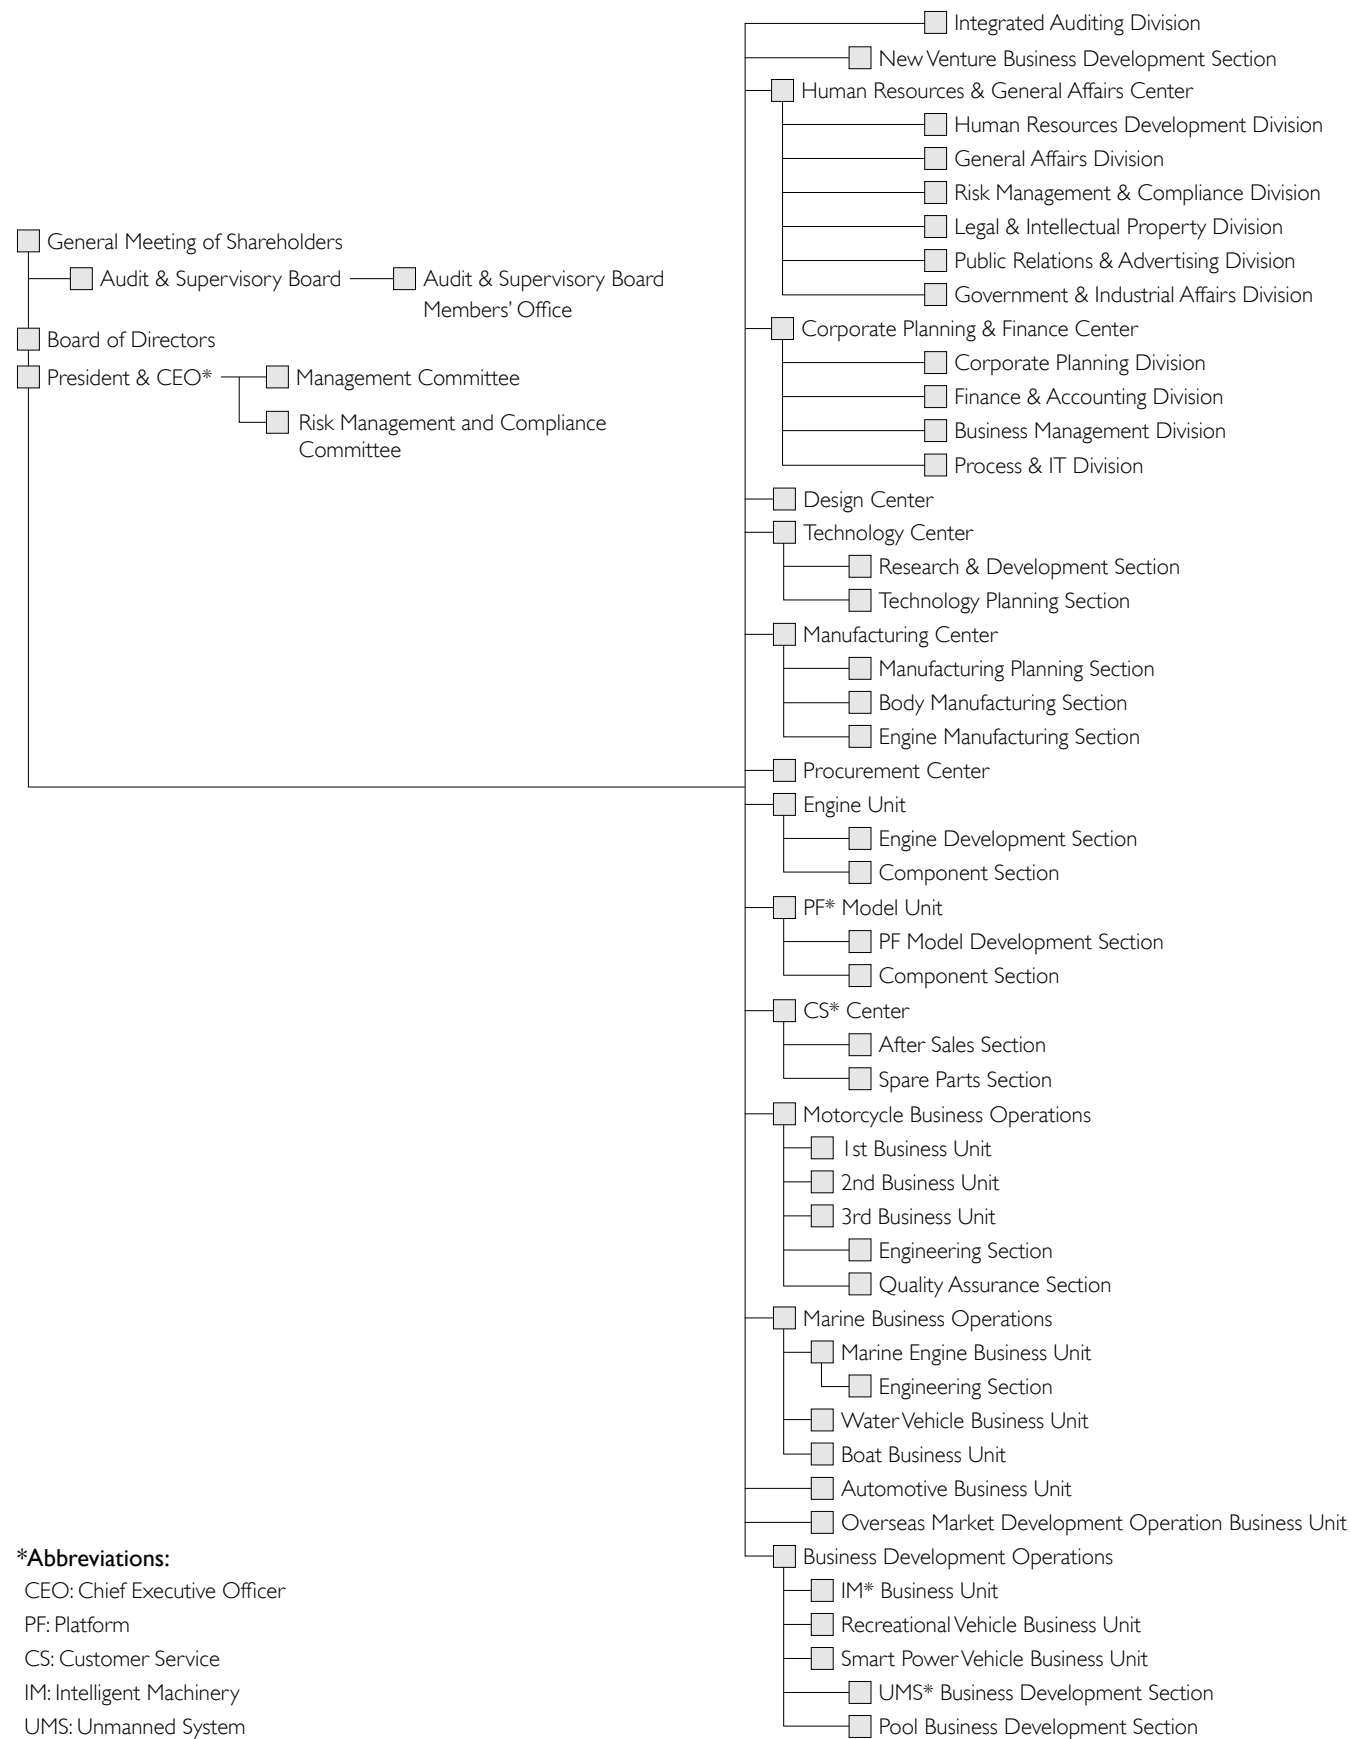 General Meeting of Shareholders
Audit & Supervisory Board
Audit & Supervisory Board
Members' Office
Board of Directors
President & CEO*
Management Committee
Risk Management and Compliance
Committee
Integrated Auditing Division
New Venture Business Development Section
Human Resources & General Affairs Center
Human Resources Development Division
General Affairs Division
Risk Management & Compliance Division
Legal & Intellectual Property Division
Public Relations & Advertising Division
Government & Industrial Affairs Division
Corporate Planning & Finance Center
Corporate Planning Division
Finance & Accounting Division
Business Management Division
Process & IT Division
Design Center
Technology Center
Research & Development Section
Technology Planning Section
Manufacturing Center
Manufacturing Planning Section
Body Manufacturing Section
Engine Manufacturing Section
Procurement Center
Engine Unit
Engine Development Section
Component Section
PF* Model Unit
PF Model Development Section
Component Section
CS* Center
After Sales Section
Spare Parts Section
Motorcycle Business Operations
1st Business Unit
2nd Business Unit
3rd Business Unit
Engineering Section
Quality Assurance Section
Marine Business Operations
Marine Engine Business Unit
Engineering Section
Water Vehicle Business Unit
Boat Business Unit
Automotive Business Unit
Overseas Market Development Operation Business Unit
Business Development Operations
IM* Business Unit
Recreational Vehicle Business Unit
Smart Power Vehicle Business Unit
UMS* Business Development Section
Pool Business Development Section
*Abbreviations:
CEO: Chief Executive Officer
PF: Platform
CS: Customer Service
IM: Intelligent Machinery
UMS: Unmanned System